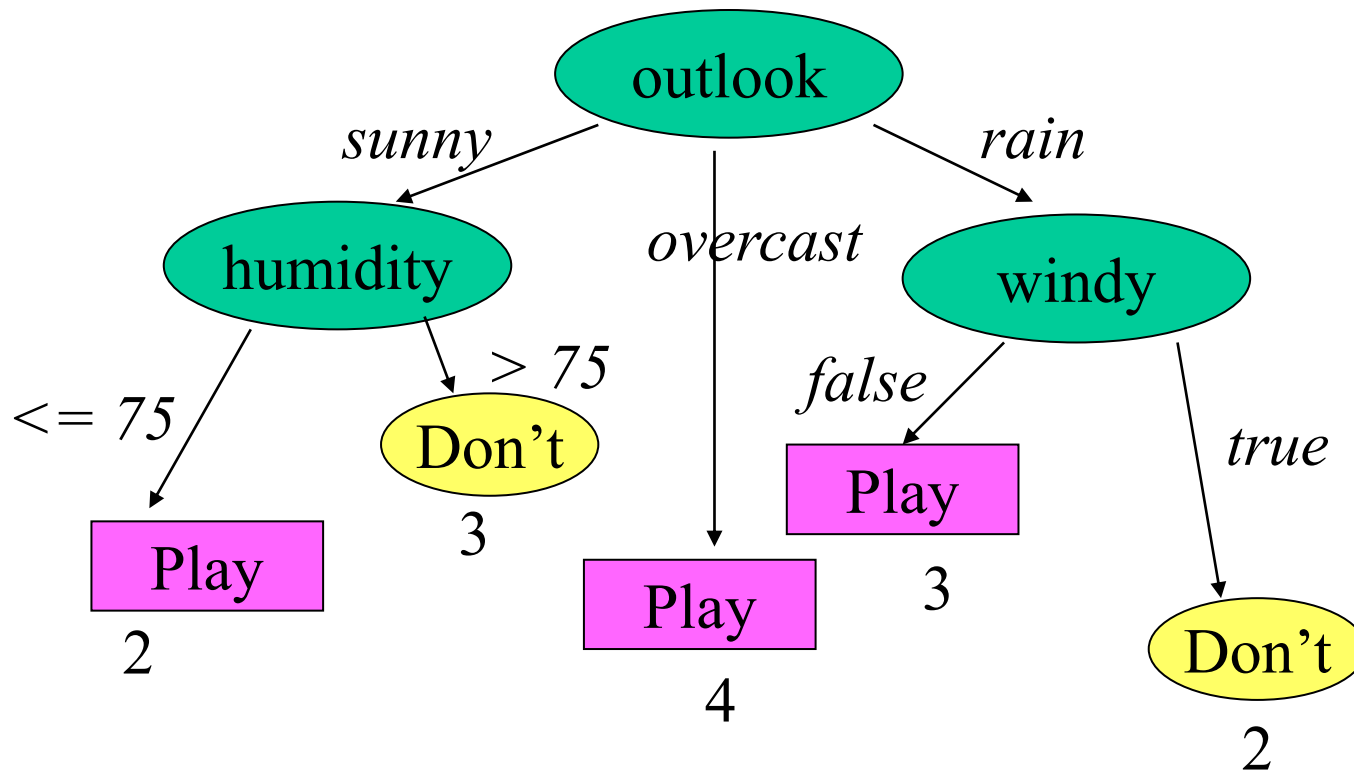 outlook
sunny
rain
overcast
humidity
windy
<= 75
> 75
false
true
Don’t
3
Play
2
Play
4
Play
3
Don’t
2